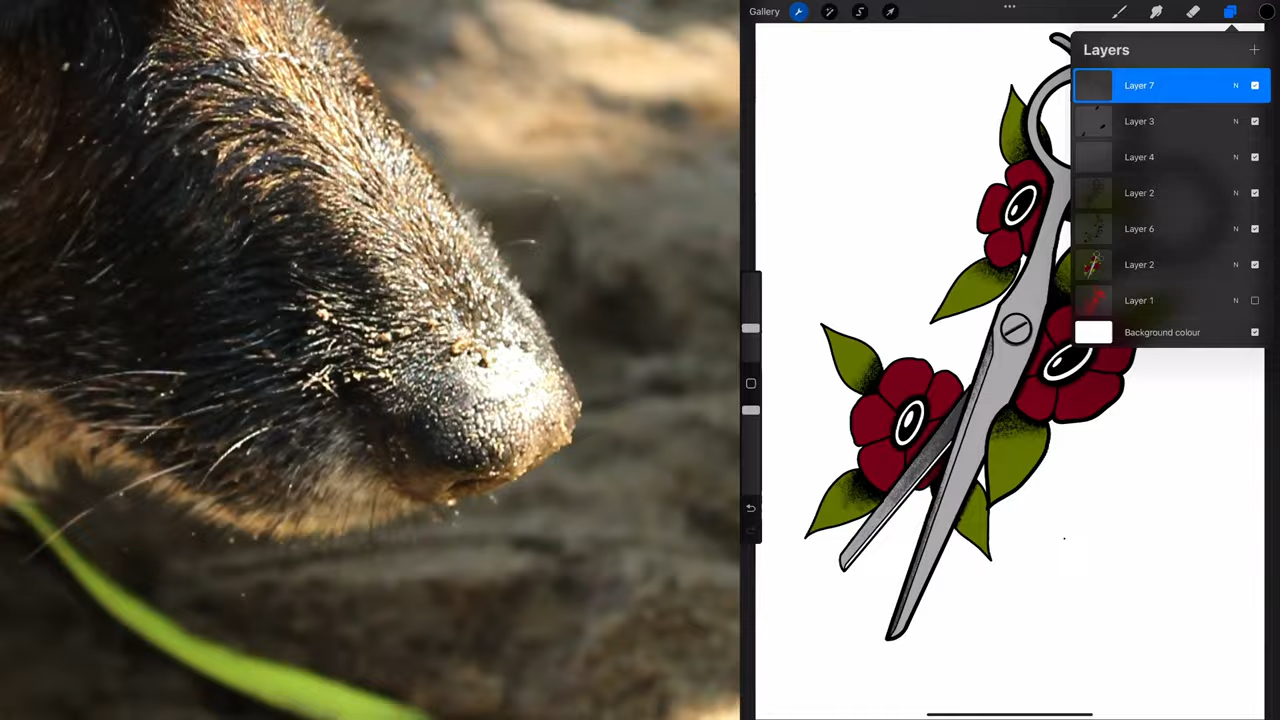 Gallery
Layers
Layer 7 N
Layer 3 N
Layer 4 N
Layer 2 N
Layer 6 N
Layer 2 N
Layer 1 N
Background colour